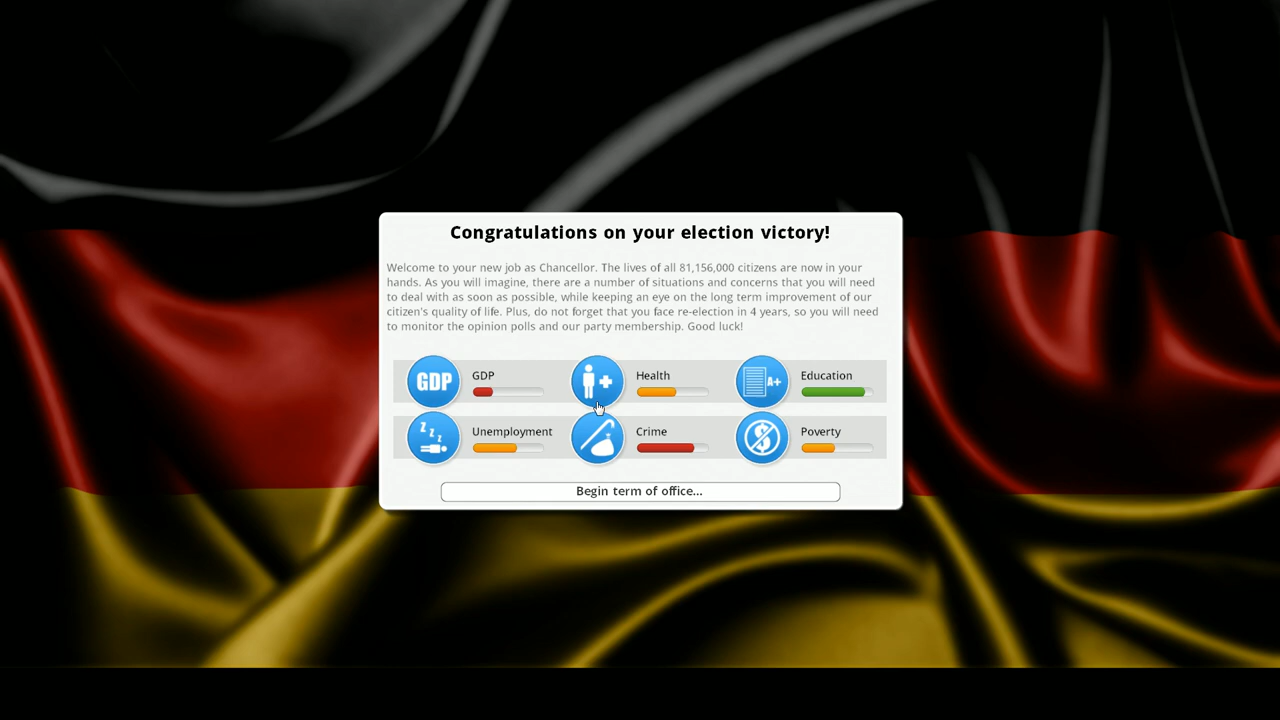 Congratulations on your election victory!
Welcome to your new job as Chancellor. The lives of all 81,156,000 citizens are now in your
hands. As you will imagine, there are a number of situations and concerns that you will need
to deal with as soon as possible, while keeping an eye on the long term improvement of our
citizen's quality of life. Plus, do not forget that you face re-election in 4 years, so you will need
to monitor the opinion polls and our party membership. Good luck!
GDP GDP Health A+ Education
z z z Unemployment Crime $ Poverty
Begin term of office...